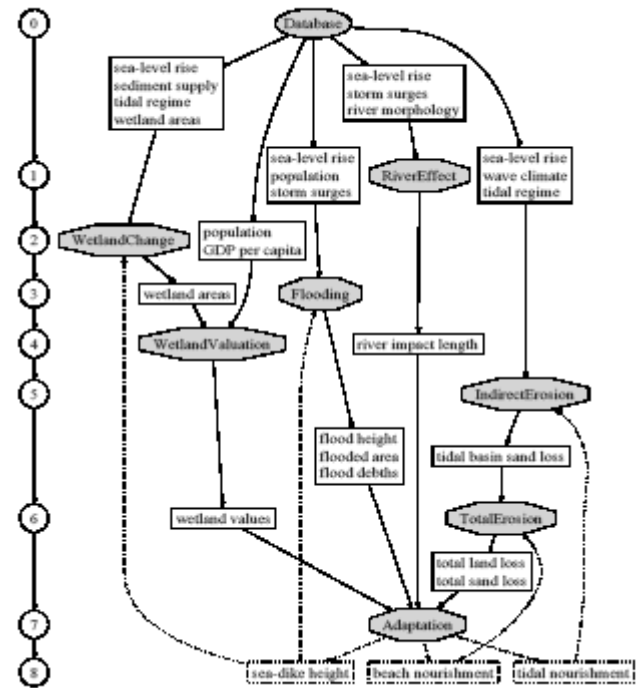 0
Database
sea-level rise
sediment supply
tidal regime
wetland areas
sea-level rise
storm surges
river morphology
1
sea-level rise
population
storm surges
RiverEffect
sea-level rise
wave climate
tidal regime
2
WetlandChange
population
GDP per capita
3
wetland areas
Flooding
4
WetlandValuation
river impact length
5
IndirectErosion
flood height
flooded area
flood debths
tidal basin sand loss
6
wetland values
TotalErosion
total land loss
total sand loss
7
Adaptation
8
sea-dike height
beach nourishment
tidal nourishment